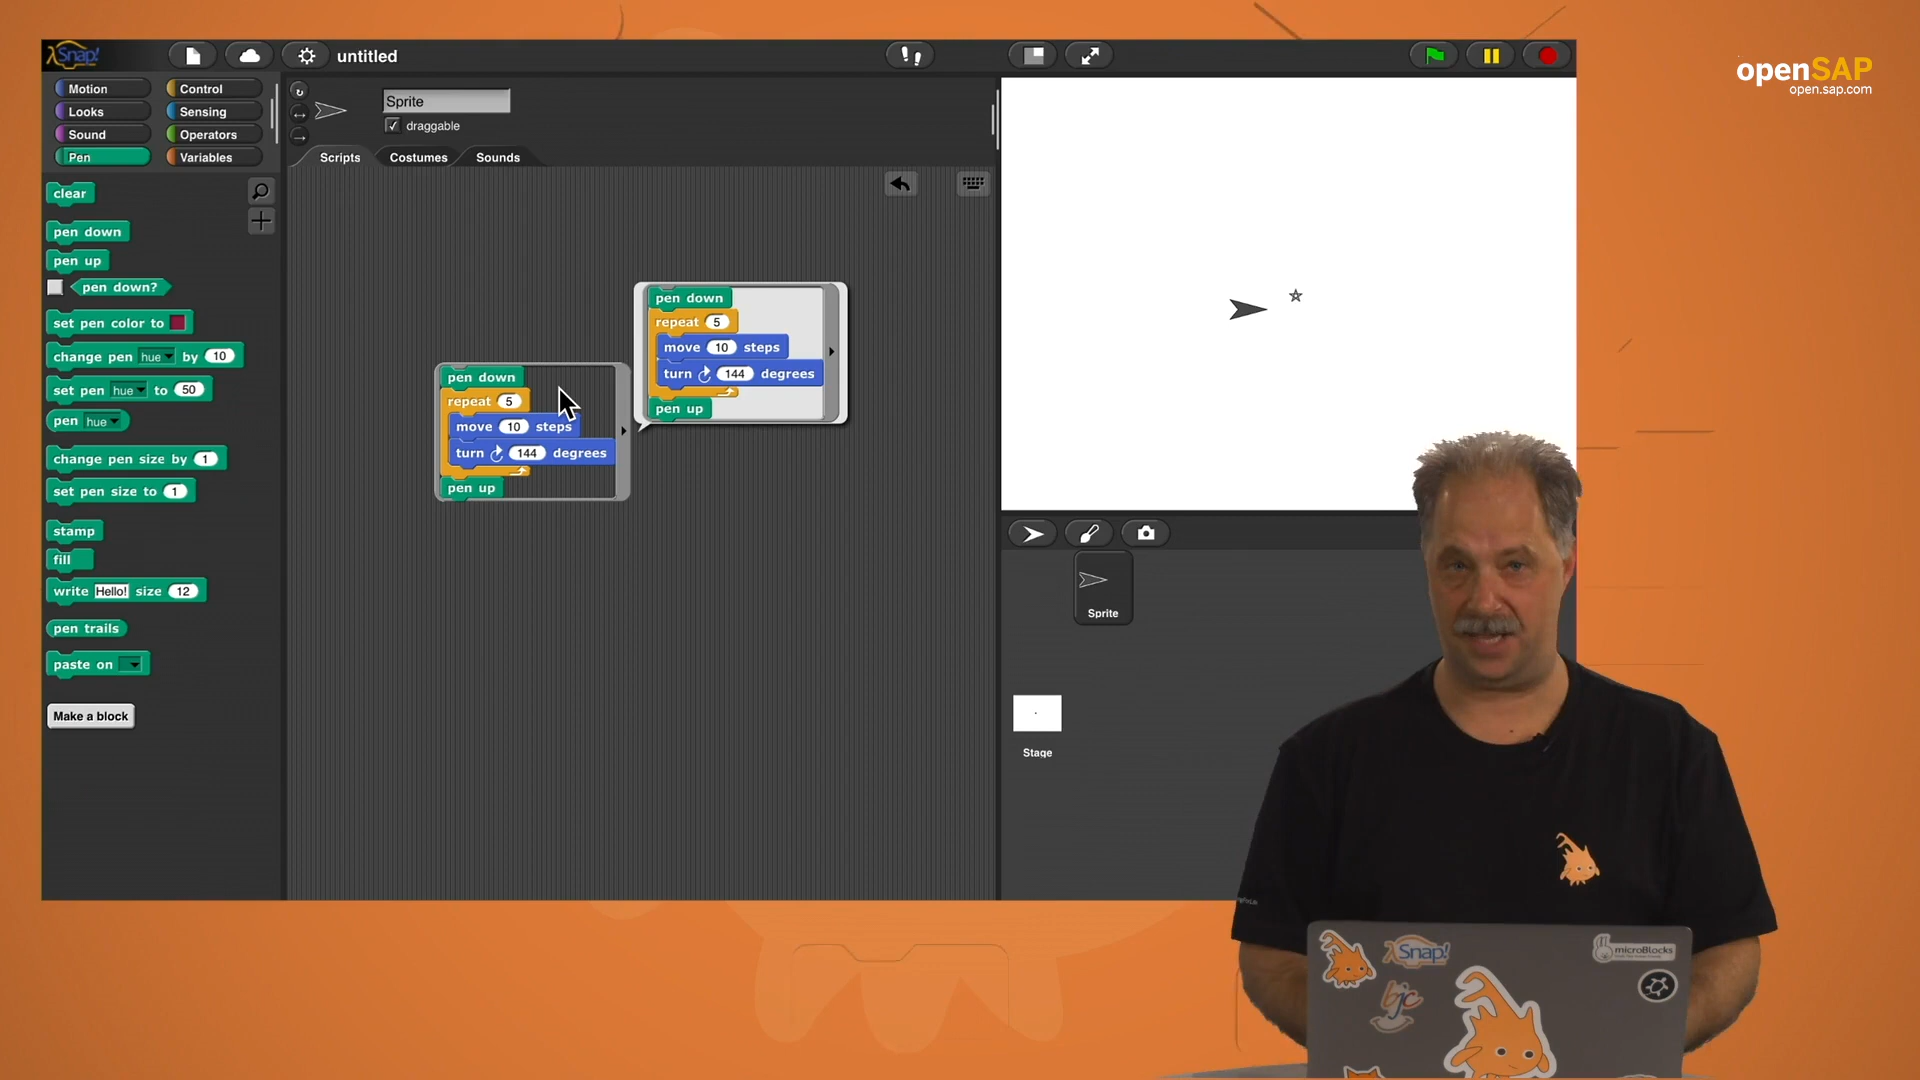 openSAP
open.sap.com
Snap!
untitled
Motion
Control
Looks
Sensing
Sound
Operators
Pen
Variables
Sprite
draggable
Scripts
Costumes
Sounds
clear
pen down
pen up
pen down?
set pen color to
change pen hue by 10
set pen hue to 50
pen hue
change pen size by 1
set pen size to 1
stamp
fill
write Hello! size 12
pen trails
paste on
Make a block
pen down
repeat 5
move 10 steps
turn 144 degrees
pen up
pen down
repeat 5
move 10 steps
turn 144 degrees
pen up
Sprite
Stage
Snap!
bjc
microBlocks